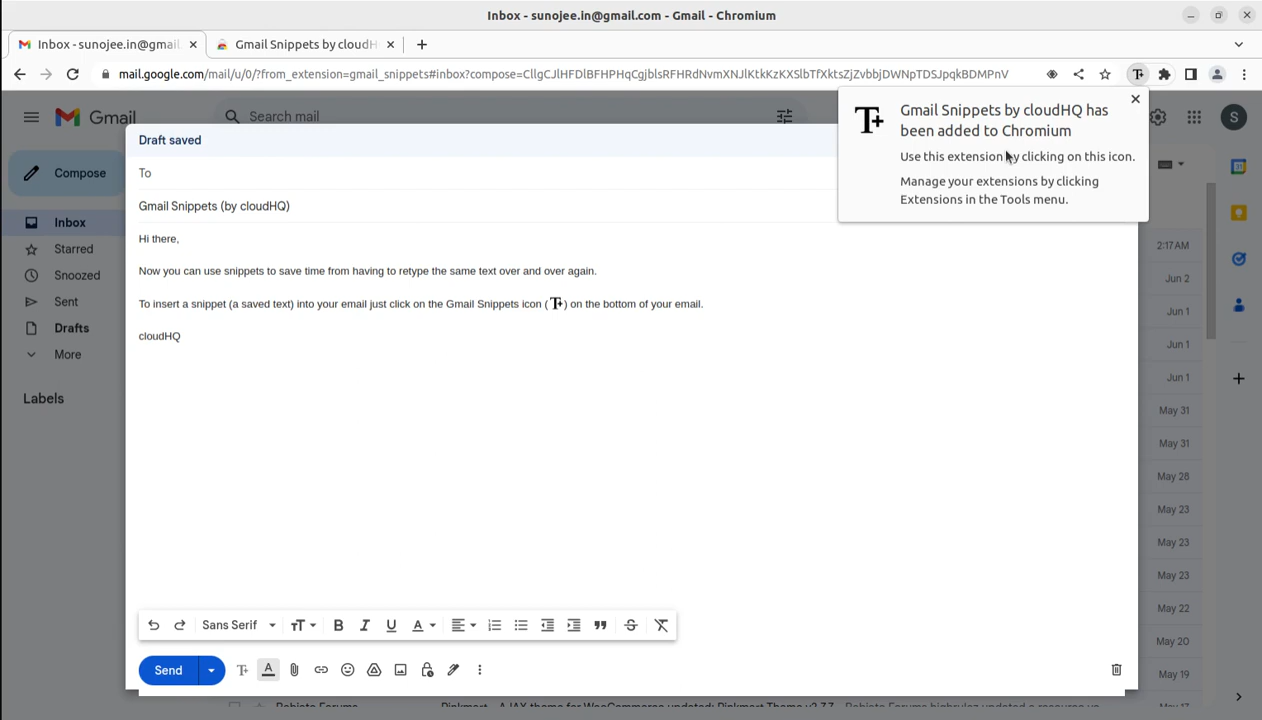 Inbox - sunojee.in@gmail.com - Gmail - Chromium
Inbox - sunojee.in@gmail
Gmail Snippets by cloudH
mail.google.com/mail/u/0/?from_extension=gmail_snippets#inbox?compose=CllgCJlHFDlBFHPHqCgjblsRFHRdNvmXNJlKtkKzKXSlbTfXktsZjZvbbjDWNpTDSJpqkBDMPnV
Gmail
Search mail
S
Gmail Snippets by cloudHQ has
been added to Chromium
Use this extension by clicking on this icon.
Manage your extensions by clicking
Extensions in the Tools menu.
Compose
Inbox
Starred
Snoozed
Sent
Drafts
More
Labels
Draft saved
To
Gmail Snippets (by cloudHQ)
Hi there,
Now you can use snippets to save time from having to retype the same text over and over again.
To insert a snippet (a saved text) into your email just click on the Gmail Snippets icon (T+) on the bottom of your email.
cloudHQ
Sans Serif
Send
2:17 AM
Jun 2
Jun 1
Jun 1
Jun 1
May 31
May 31
May 28
May 23
May 23
May 23
May 22
May 20
May 19